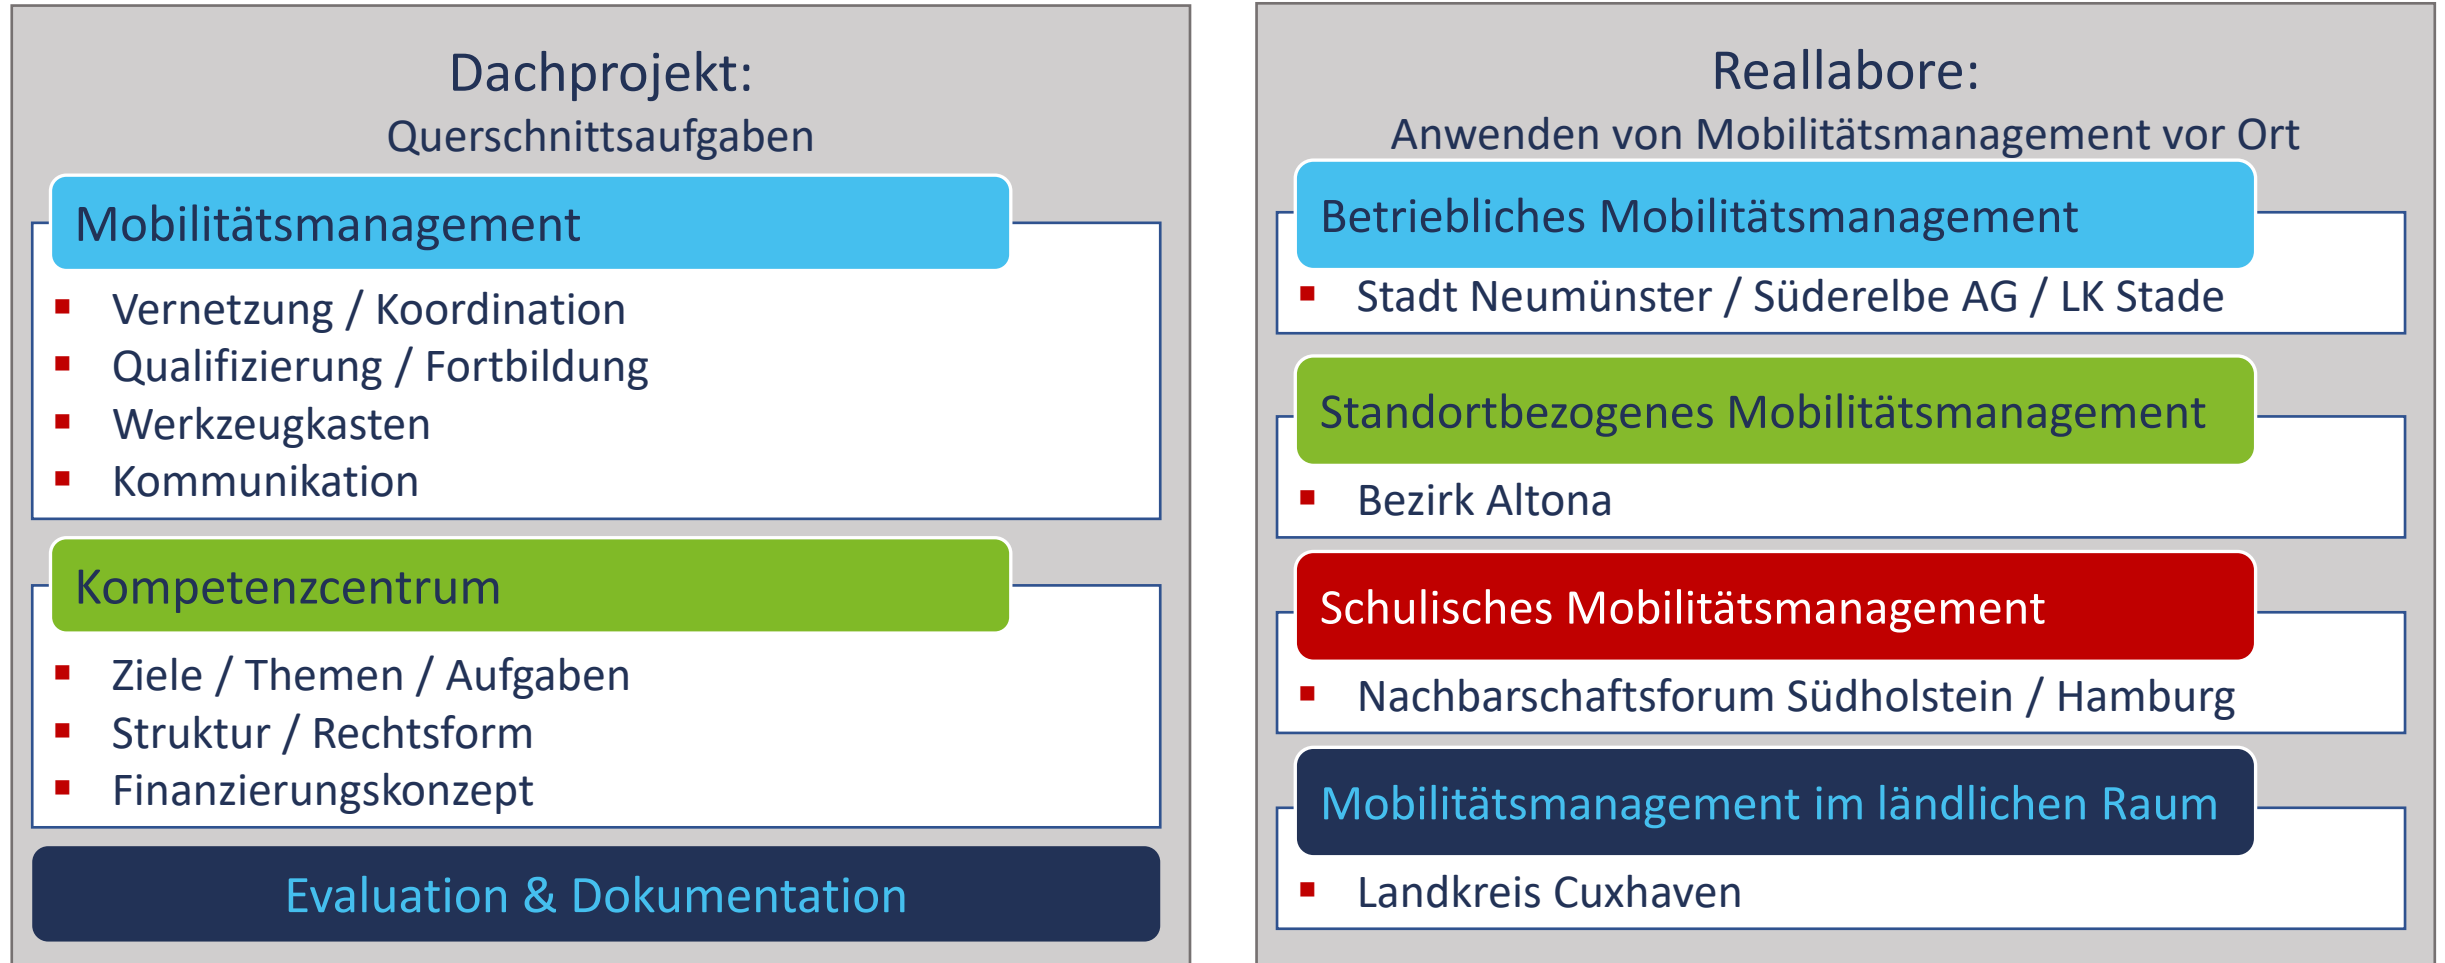 Dachprojekt:
Querschnittsaufgaben
Mobilitätsmanagement
▪ Vernetzung / Koordination
▪ Qualifizierung / Fortbildung
▪ Werkzeugkasten
▪ Kommunikation
Kompetenzcentrum
▪ Ziele / Themen / Aufgaben
▪ Struktur / Rechtsform
▪ Finanzierungskonzept
Evaluation & Dokumentation
Reallabore:
Anwenden von Mobilitätsmanagement vor Ort
Betriebliches Mobilitätsmanagement
▪ Stadt Neumünster / Süderelbe AG / LK Stade
Standortbezogenes Mobilitätsmanagement
▪ Bezirk Altona
Schulisches Mobilitätsmanagement
▪ Nachbarschaftsforum Südholstein / Hamburg
Mobilitätsmanagement im ländlichen Raum
▪ Landkreis Cuxhaven